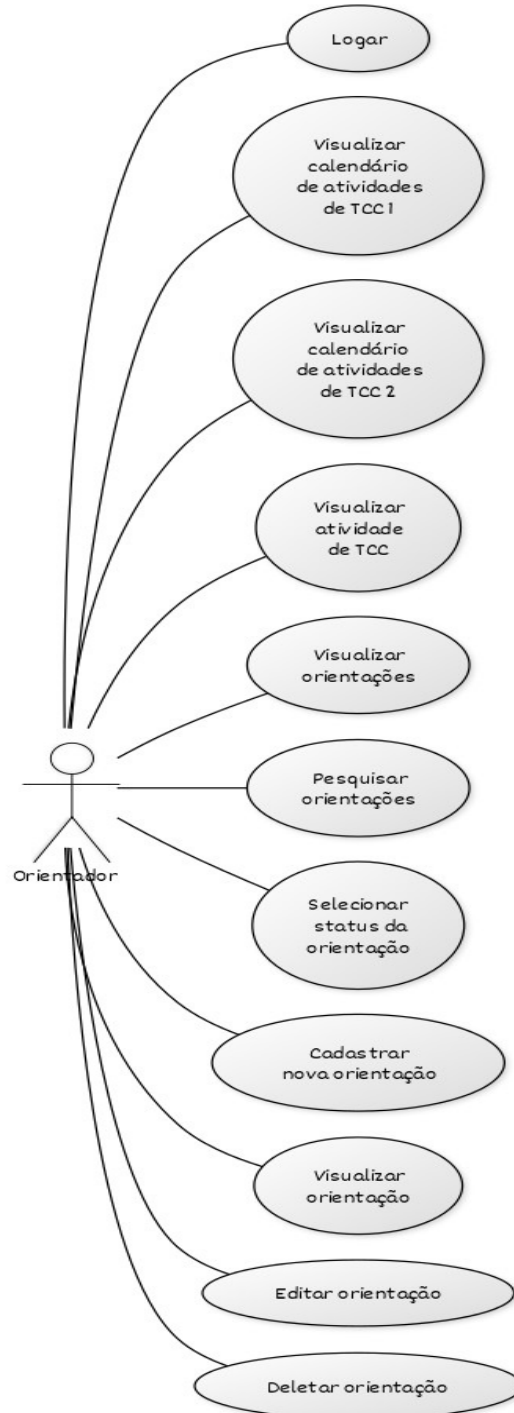 Logar
Visualizar
calendário
de atividades
de TCC 1
Visualizar
calendário
de atividades
de TCC 2
Visualizar
atividade
de TCC
Visualizar
orientações
Pesquisar
orientações
Orientador
Selecionar
status da
orientação
Cadastrar
nova orientação
Visualizar
orientação
Editar orientação
Deletar orientação